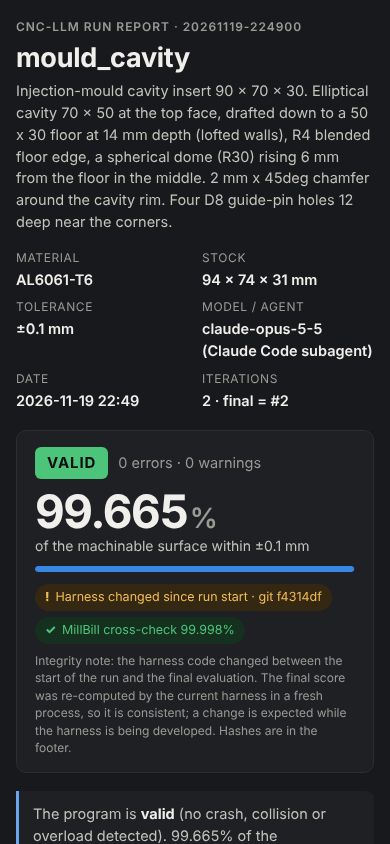 CNC-LLM RUN REPORT · 20261119-224900
mould_cavity
Injection-mould cavity insert 90 × 70 × 30. Elliptical
cavity 70 × 50 at the top face, drafted down to a 50
x 30 floor at 14 mm depth (lofted walls), R4 blended
floor edge, a spherical dome (R30) rising 6 mm
from the floor in the middle. 2 mm x 45deg chamfer
around the cavity rim. Four D8 guide-pin holes 12
deep near the corners.
MATERIAL STOCK
AL6061-T6 94 × 74 × 31 mm
TOLERANCE MODEL / AGENT
±0.1 mm claude-opus-5-5
(Claude Code subagent)
DATE ITERATIONS
2026-11-19 22:49 2 · final = #2
VALID 0 errors · 0 warnings
99.665%
of the machinable surface within ±0.1 mm
! Harness changed since run start · git f4314df
✓ MillBill cross-check 99.998%
Integrity note: the harness code changed between the
start of the run and the final evaluation. The final score
was re-computed by the current harness in a fresh
process, so it is consistent; a change is expected while
the harness is being developed. Hashes are in the
footer.
The program is valid (no crash, collision or
overload detected). 99.665% of the